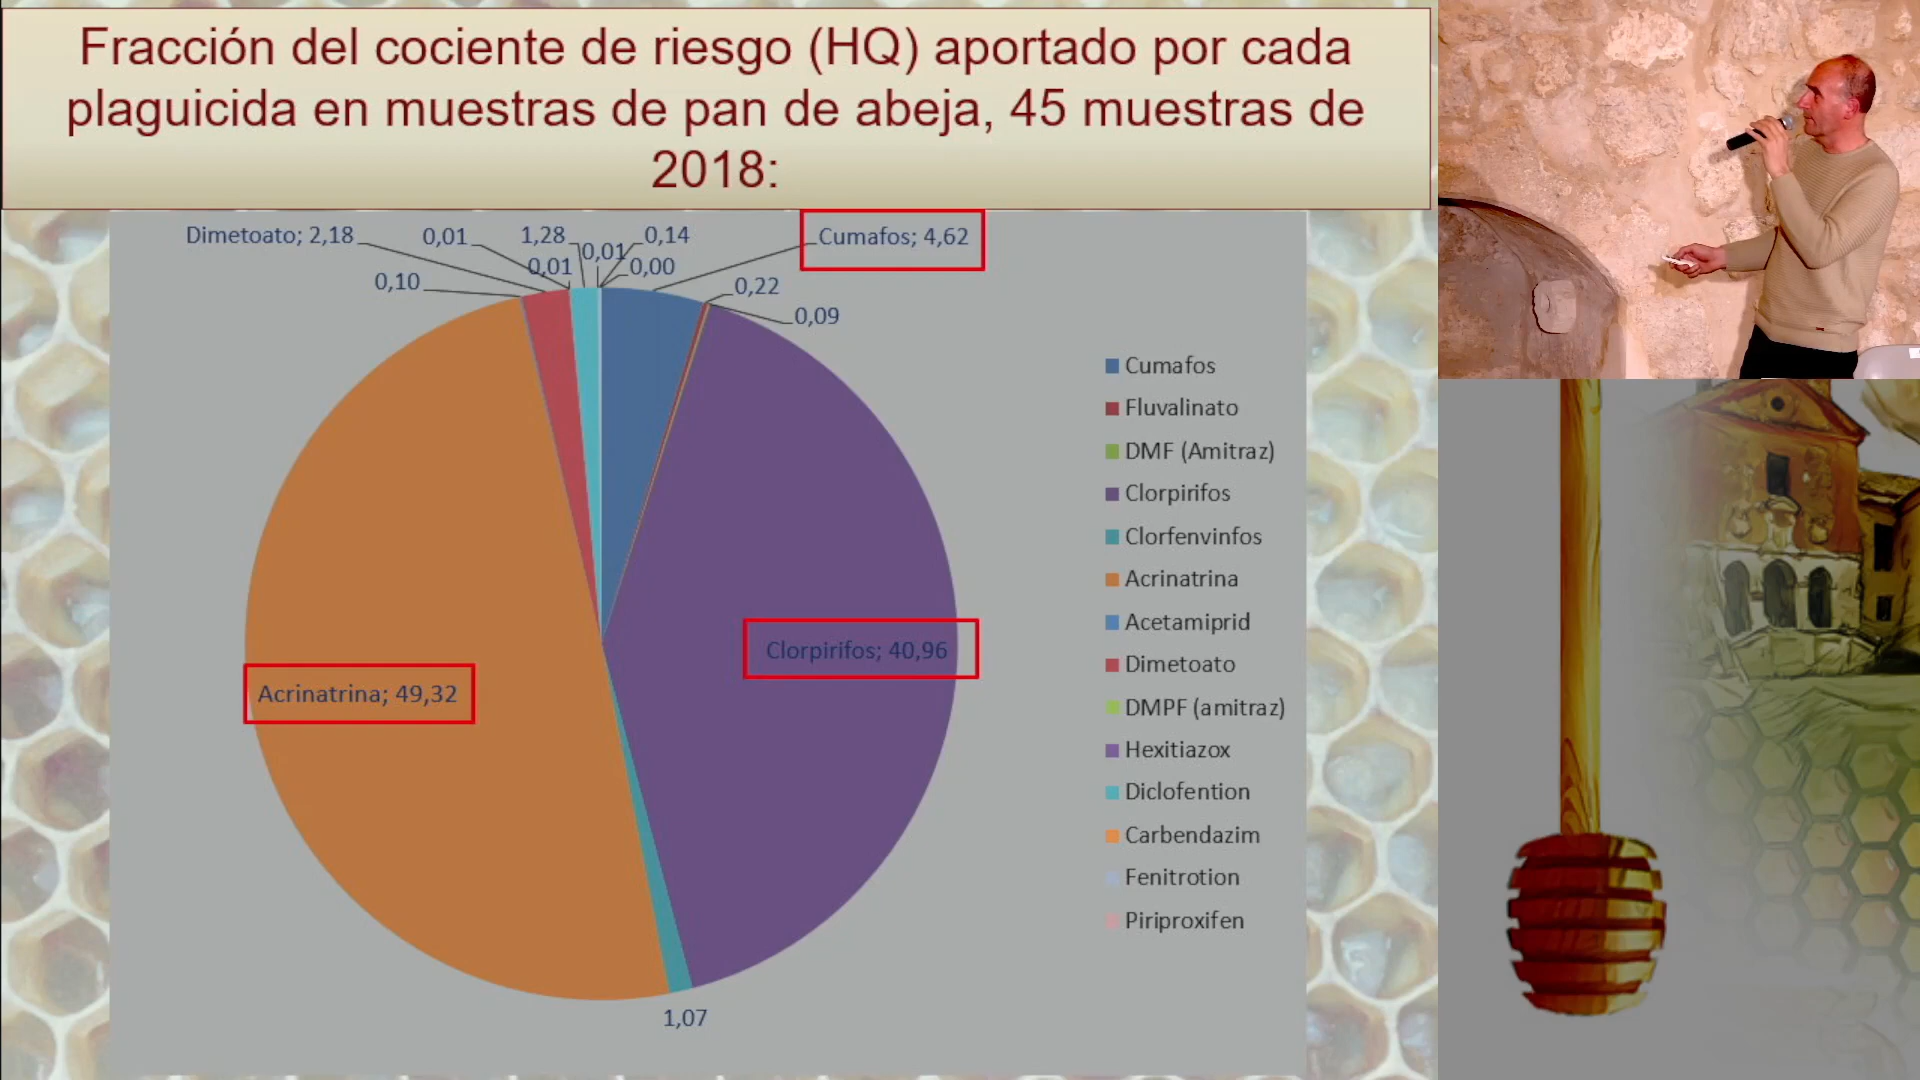 Fracción del cociente de riesgo (HQ) aportado por cada
plaguicida en muestras de pan de abeja, 45 muestras de
2018:
Dimetoato; 2,18
0,01
1,28
0,01
0,14
Cumafos; 4,62
0,10
0,01
0,00
0,22
0,09
Cumafos
Fluvalinato
DMF (Amitraz)
Clorpirifos
Clorfenvinfos
Acrinatrina
Acetamiprid
Dimetoato
DMPF (amitraz)
Hexitiazox
Diclofention
Carbendazim
Fenitrotion
Piriproxifen
Clorpirifos; 40,96
Acrinatrina; 49,32
1,07